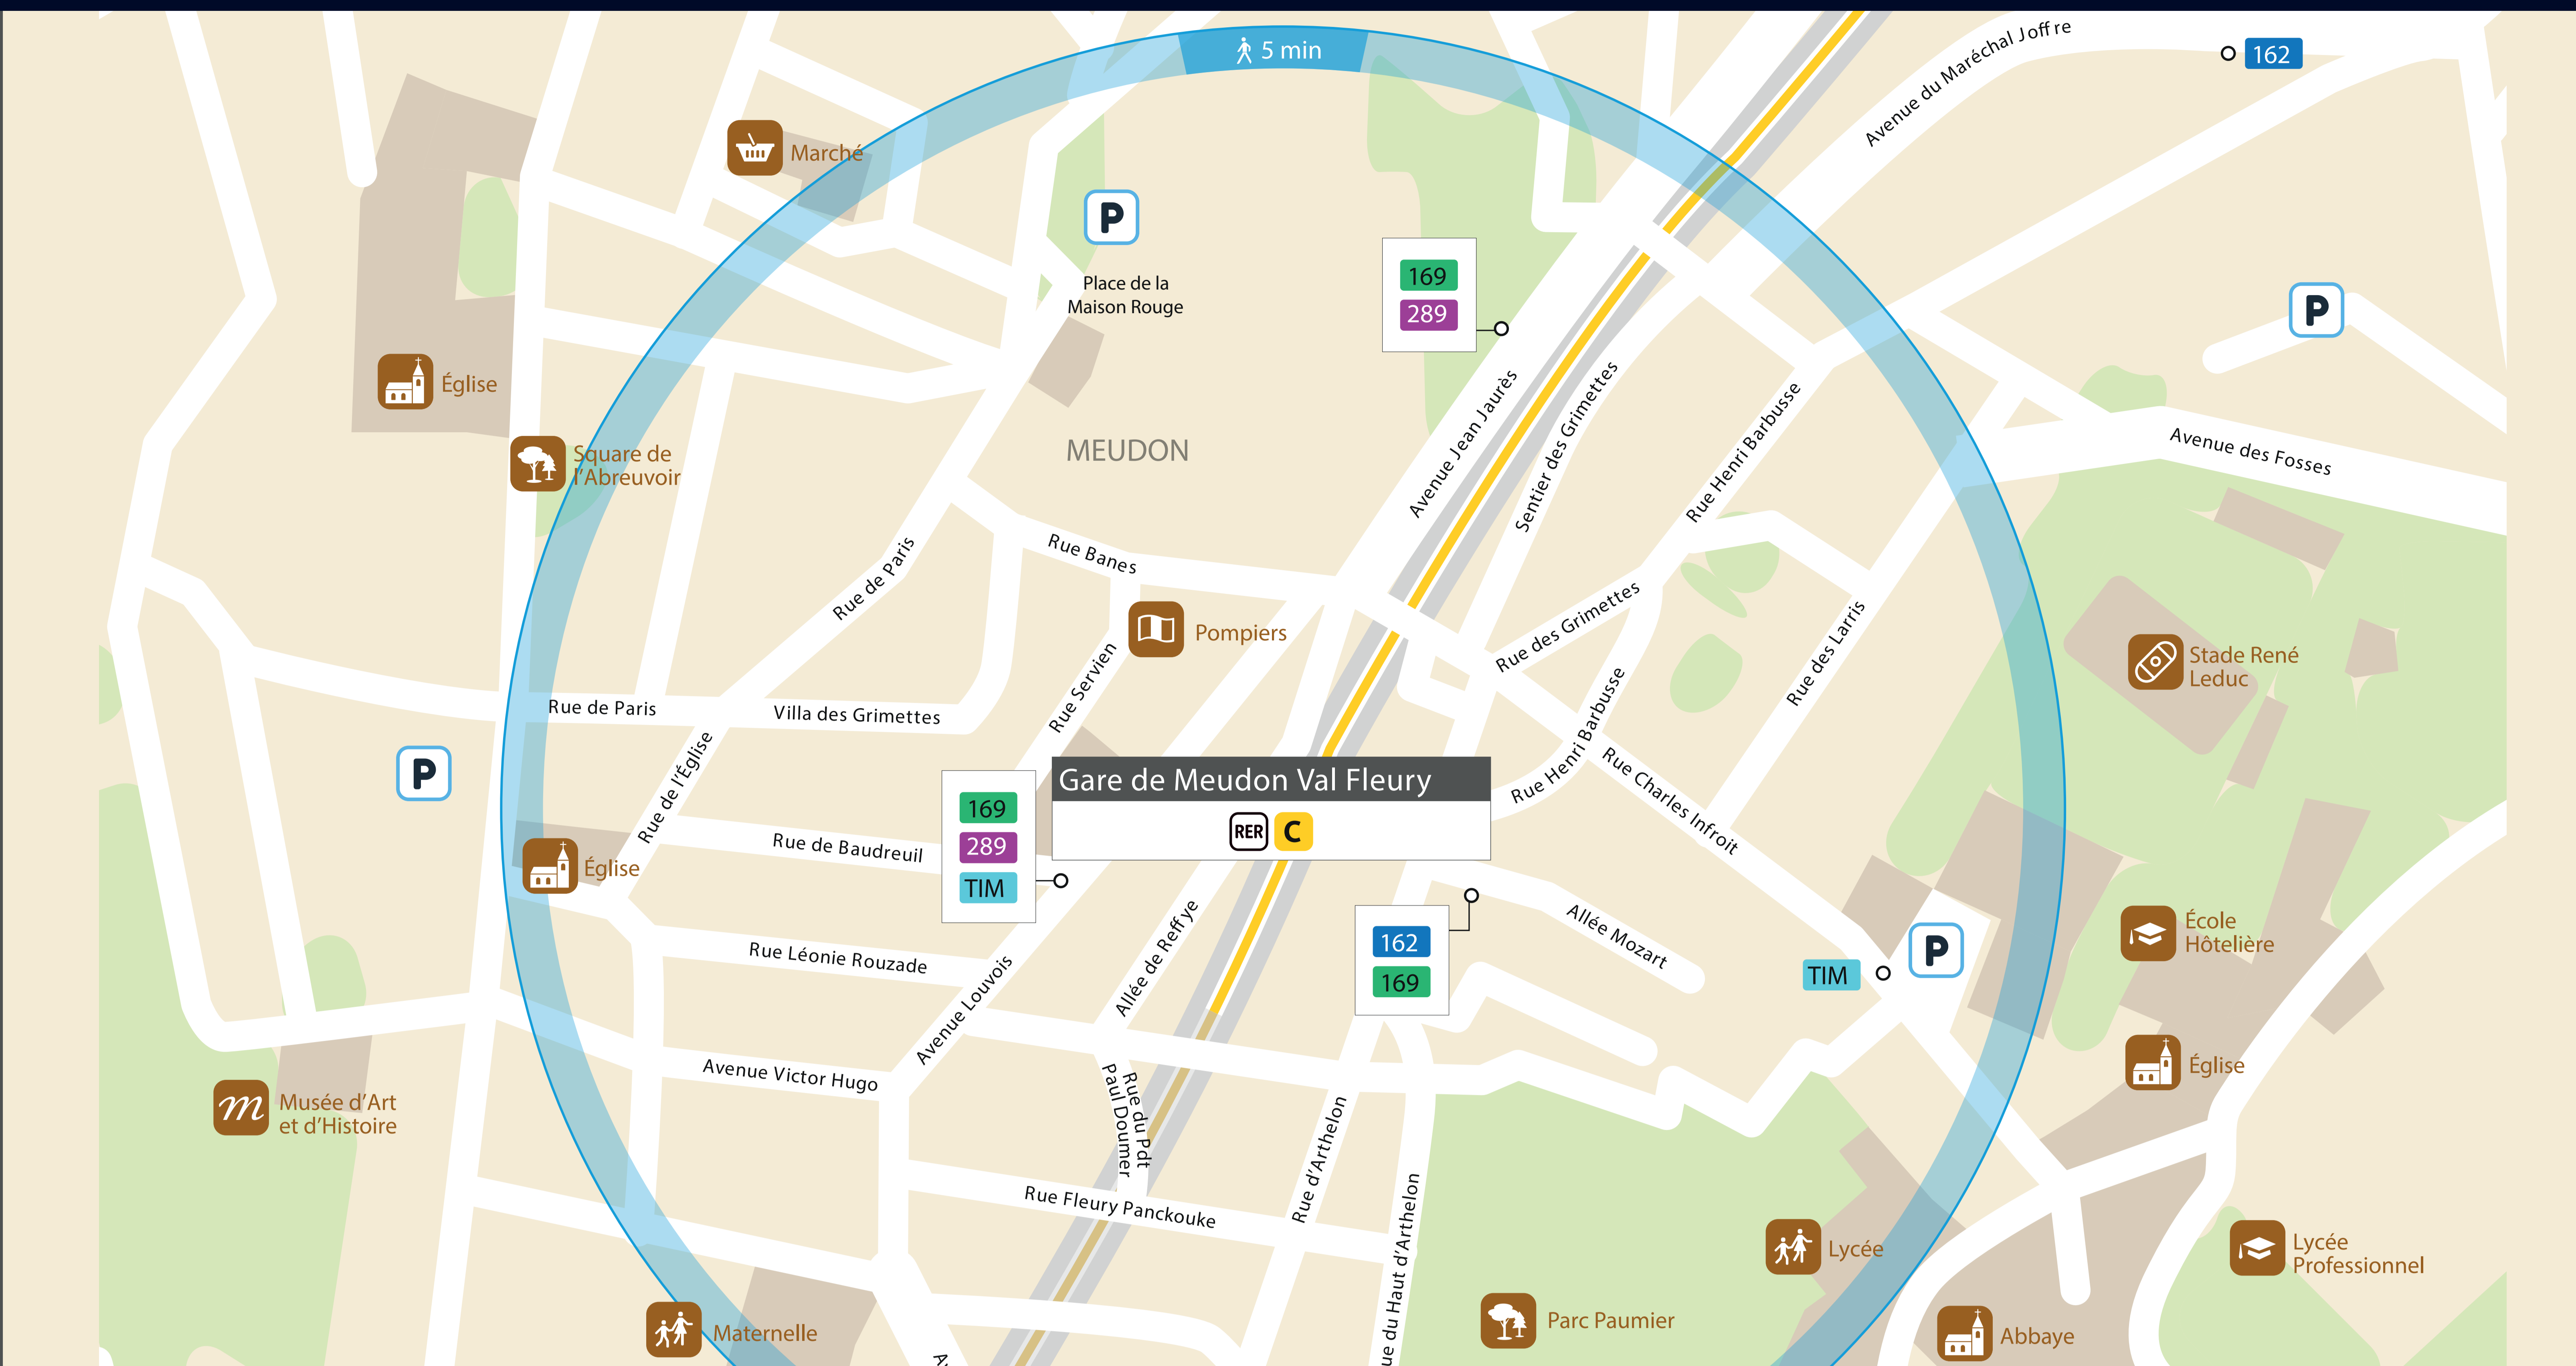 5 min
Avenue du Maréchal Joffre
162
Marché
P
Place de la
Maison Rouge
169
289
P
Église
Square de
l'Abreuvoir
MEUDON
Avenue Jean Jaurès
Sentier des Grimettes
Rue Henri Barbusse
Avenue des Fosses
Rue de Paris
Rue Banes
Pompiers
Rue des Grimettes
Rue des Larris
Stade René
Leduc
Rue de Paris
Villa des Grimettes
Rue Servien
Rue Henri Barbusse
P
Rue de l'Église
Gare de Meudon Val Fleury
RER C
Rue Charles Infroit
169
289
TIM
Rue de Baudreuil
Église
Rue Léonie Rouzade
Avenue Louvois
Allée de Reffye
162
169
Allée Mozart
TIM
P
École
Hôtelière
Église
Avenue Victor Hugo
Musée d'Art
et d'Histoire
Rue du Pdt
Paul Doumer
Rue d'Arthelon
Rue Fleury Panckouke
ue du Haut d'Arthelon
Lycée
Lycée
Professionnel
Maternelle
Parc Paumier
Abbaye